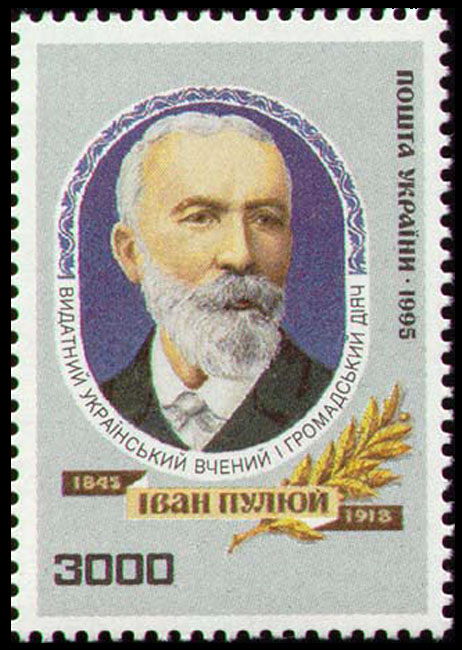 ПОШТА УКРАЇНИ · 1995
ВИДАТНИЙ УКРАЇНСЬКИЙ ВЧЕНИЙ І ГРОМАДСЬКИЙ ДІЯЧ
1845
ІВАН ПУЛЮЙ
1918
3000